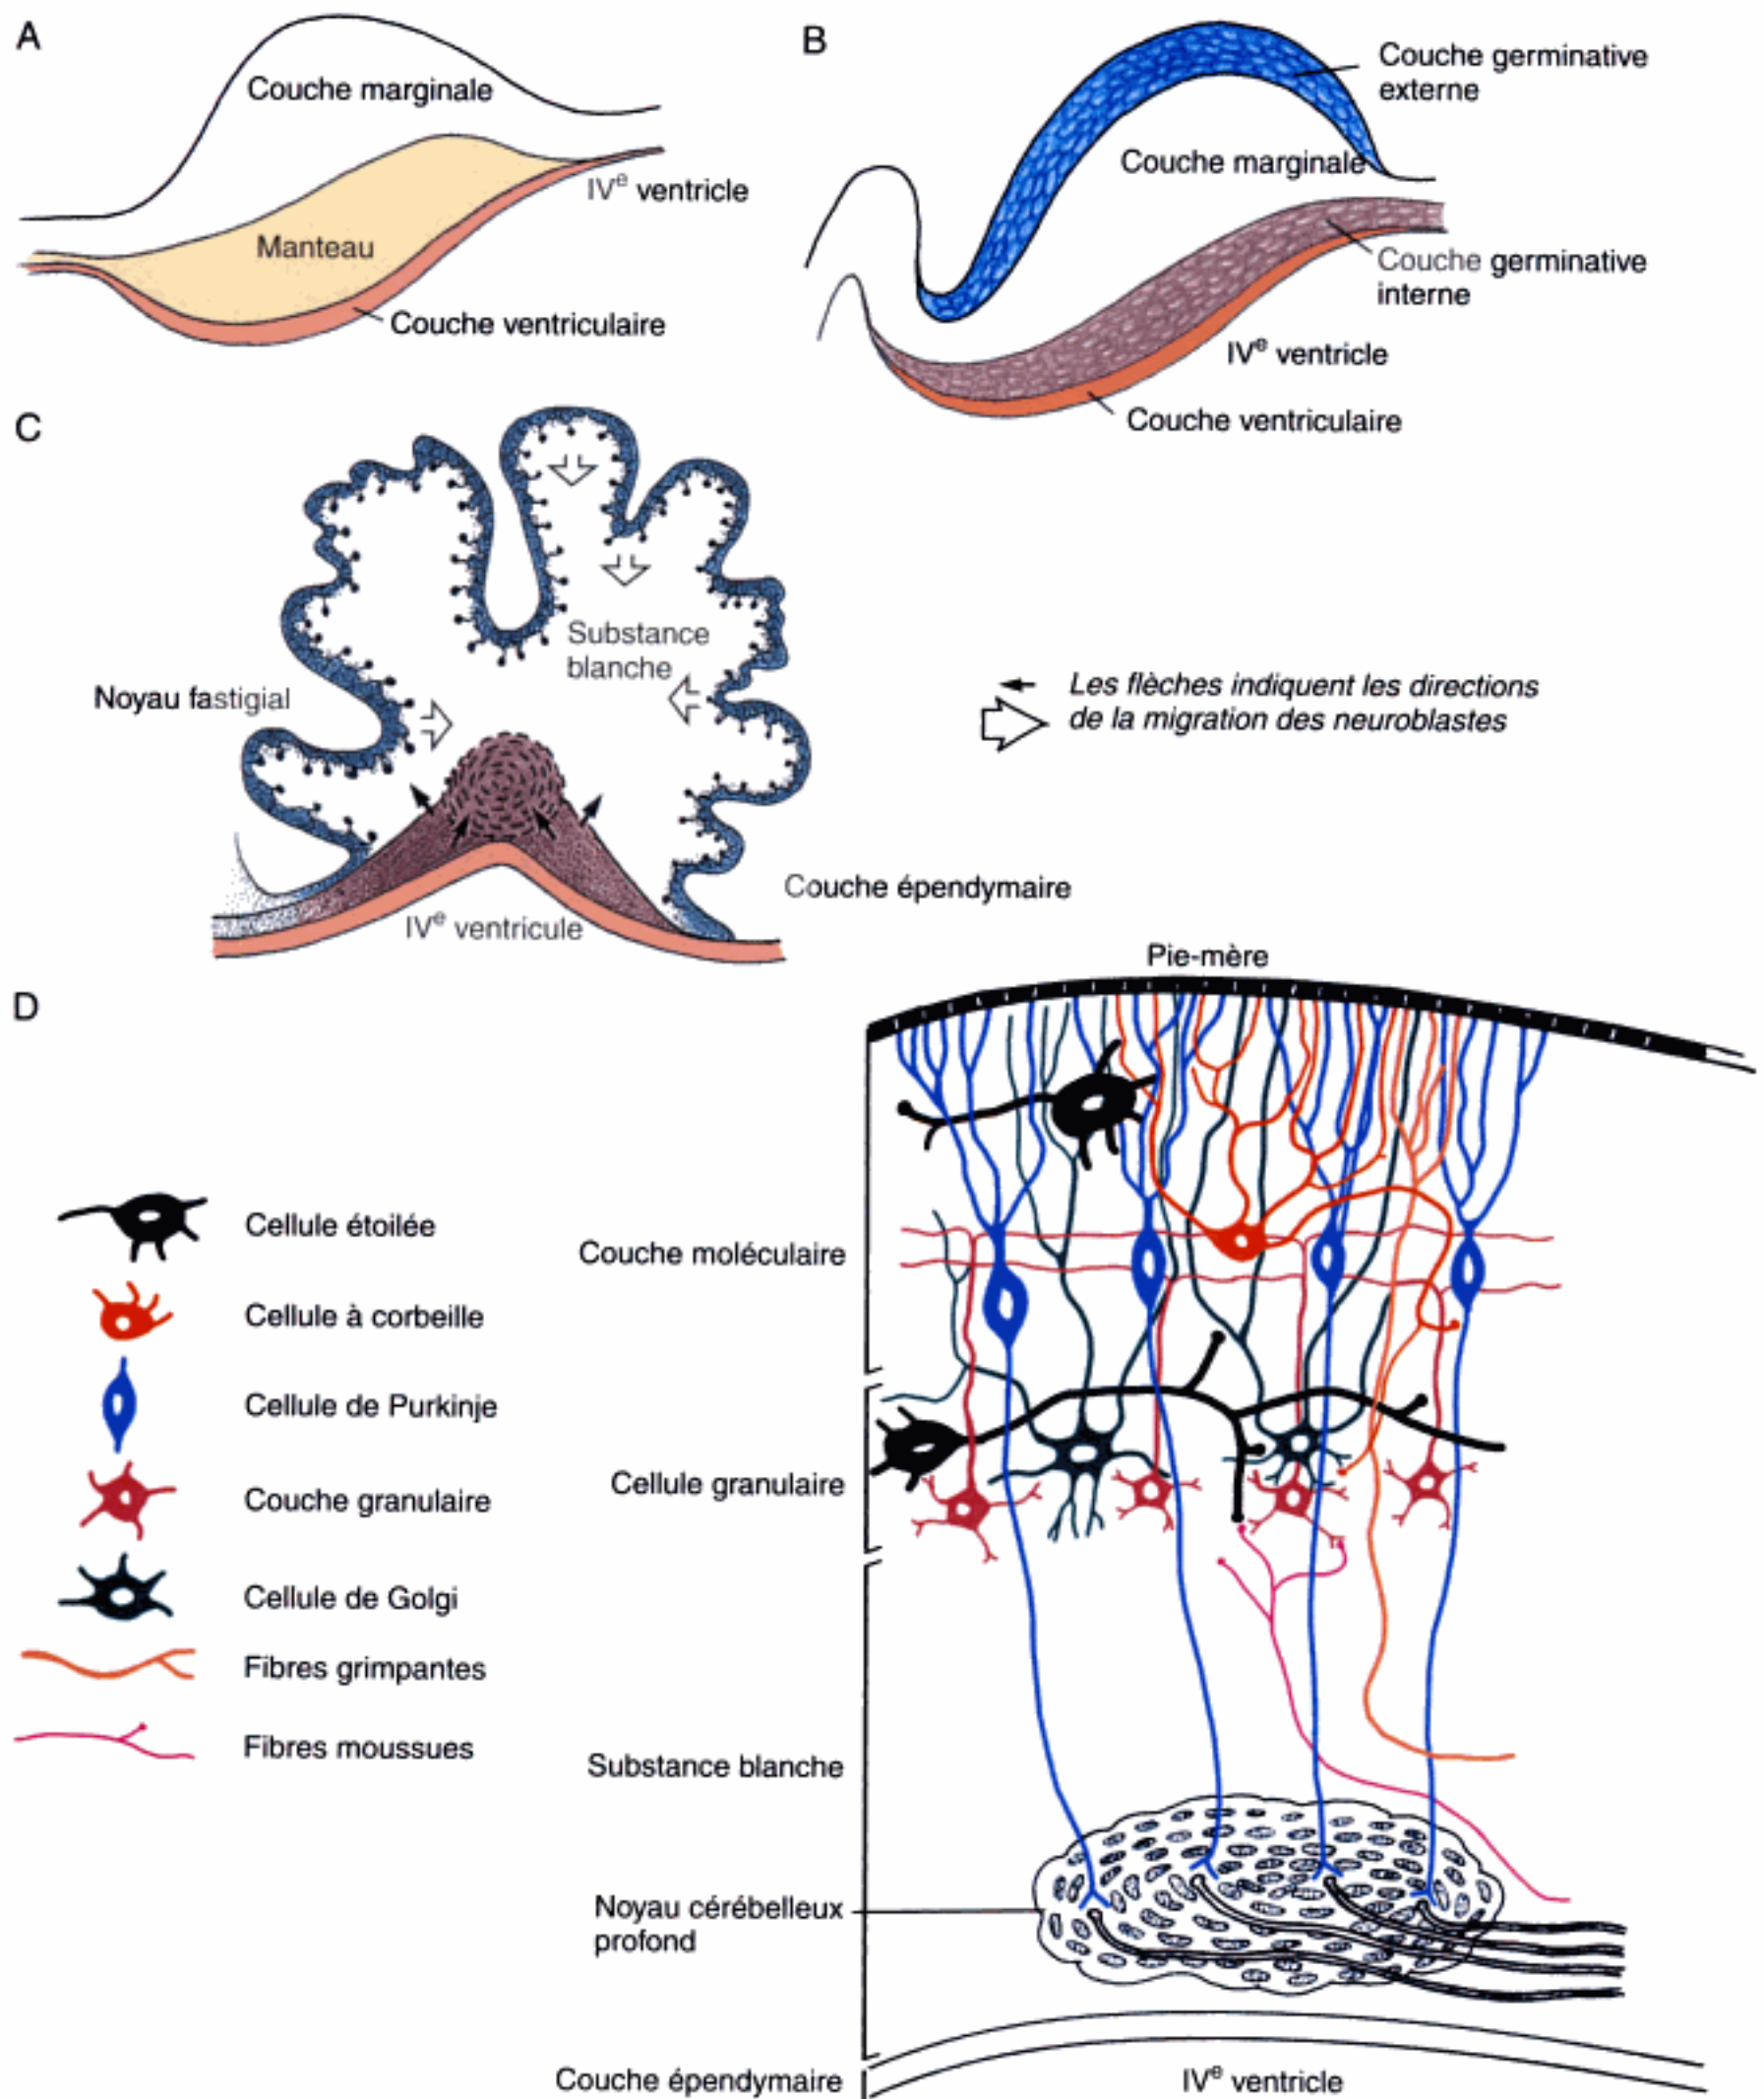 A
Couche marginale
IVe ventricle
Manteau
Couche ventriculaire
B
Couche germinative
externe
Couche marginale
Couche germinative
interne
IVe ventricle
Couche ventriculaire
C
Substance
blanche
Noyau fastigial
Les flèches indiquent les directions
de la migration des neuroblastes
Couche épendymaire
IVe ventricule
D
Pie-mère
Cellule étoilée
Cellule à corbeille
Cellule de Purkinje
Couche granulaire
Cellule de Golgi
Fibres grimpantes
Fibres moussues
Couche moléculaire
Cellule granulaire
Substance blanche
Noyau cérébelleux
profond
Couche épendymaire
IVe ventricle